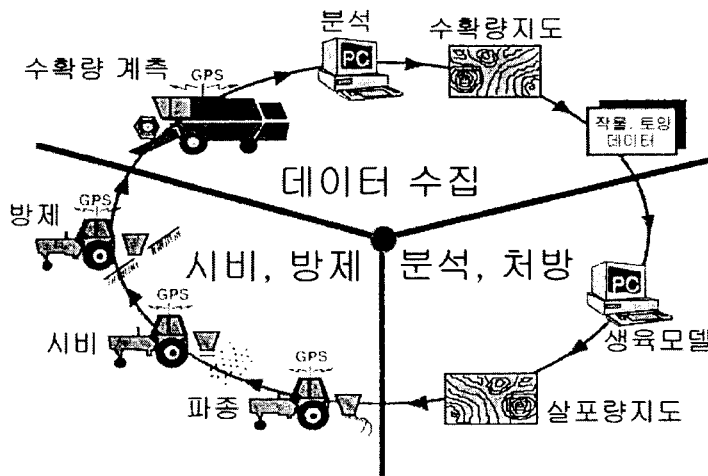 분석
PC
수확량지도
수확량 계측
GPS
작물. 토양
데이터
데이터 수집
방제
GPS
시비, 방제
분석, 처방
PC
생육모델
시비
GPS
GPS
파종
살포량지도